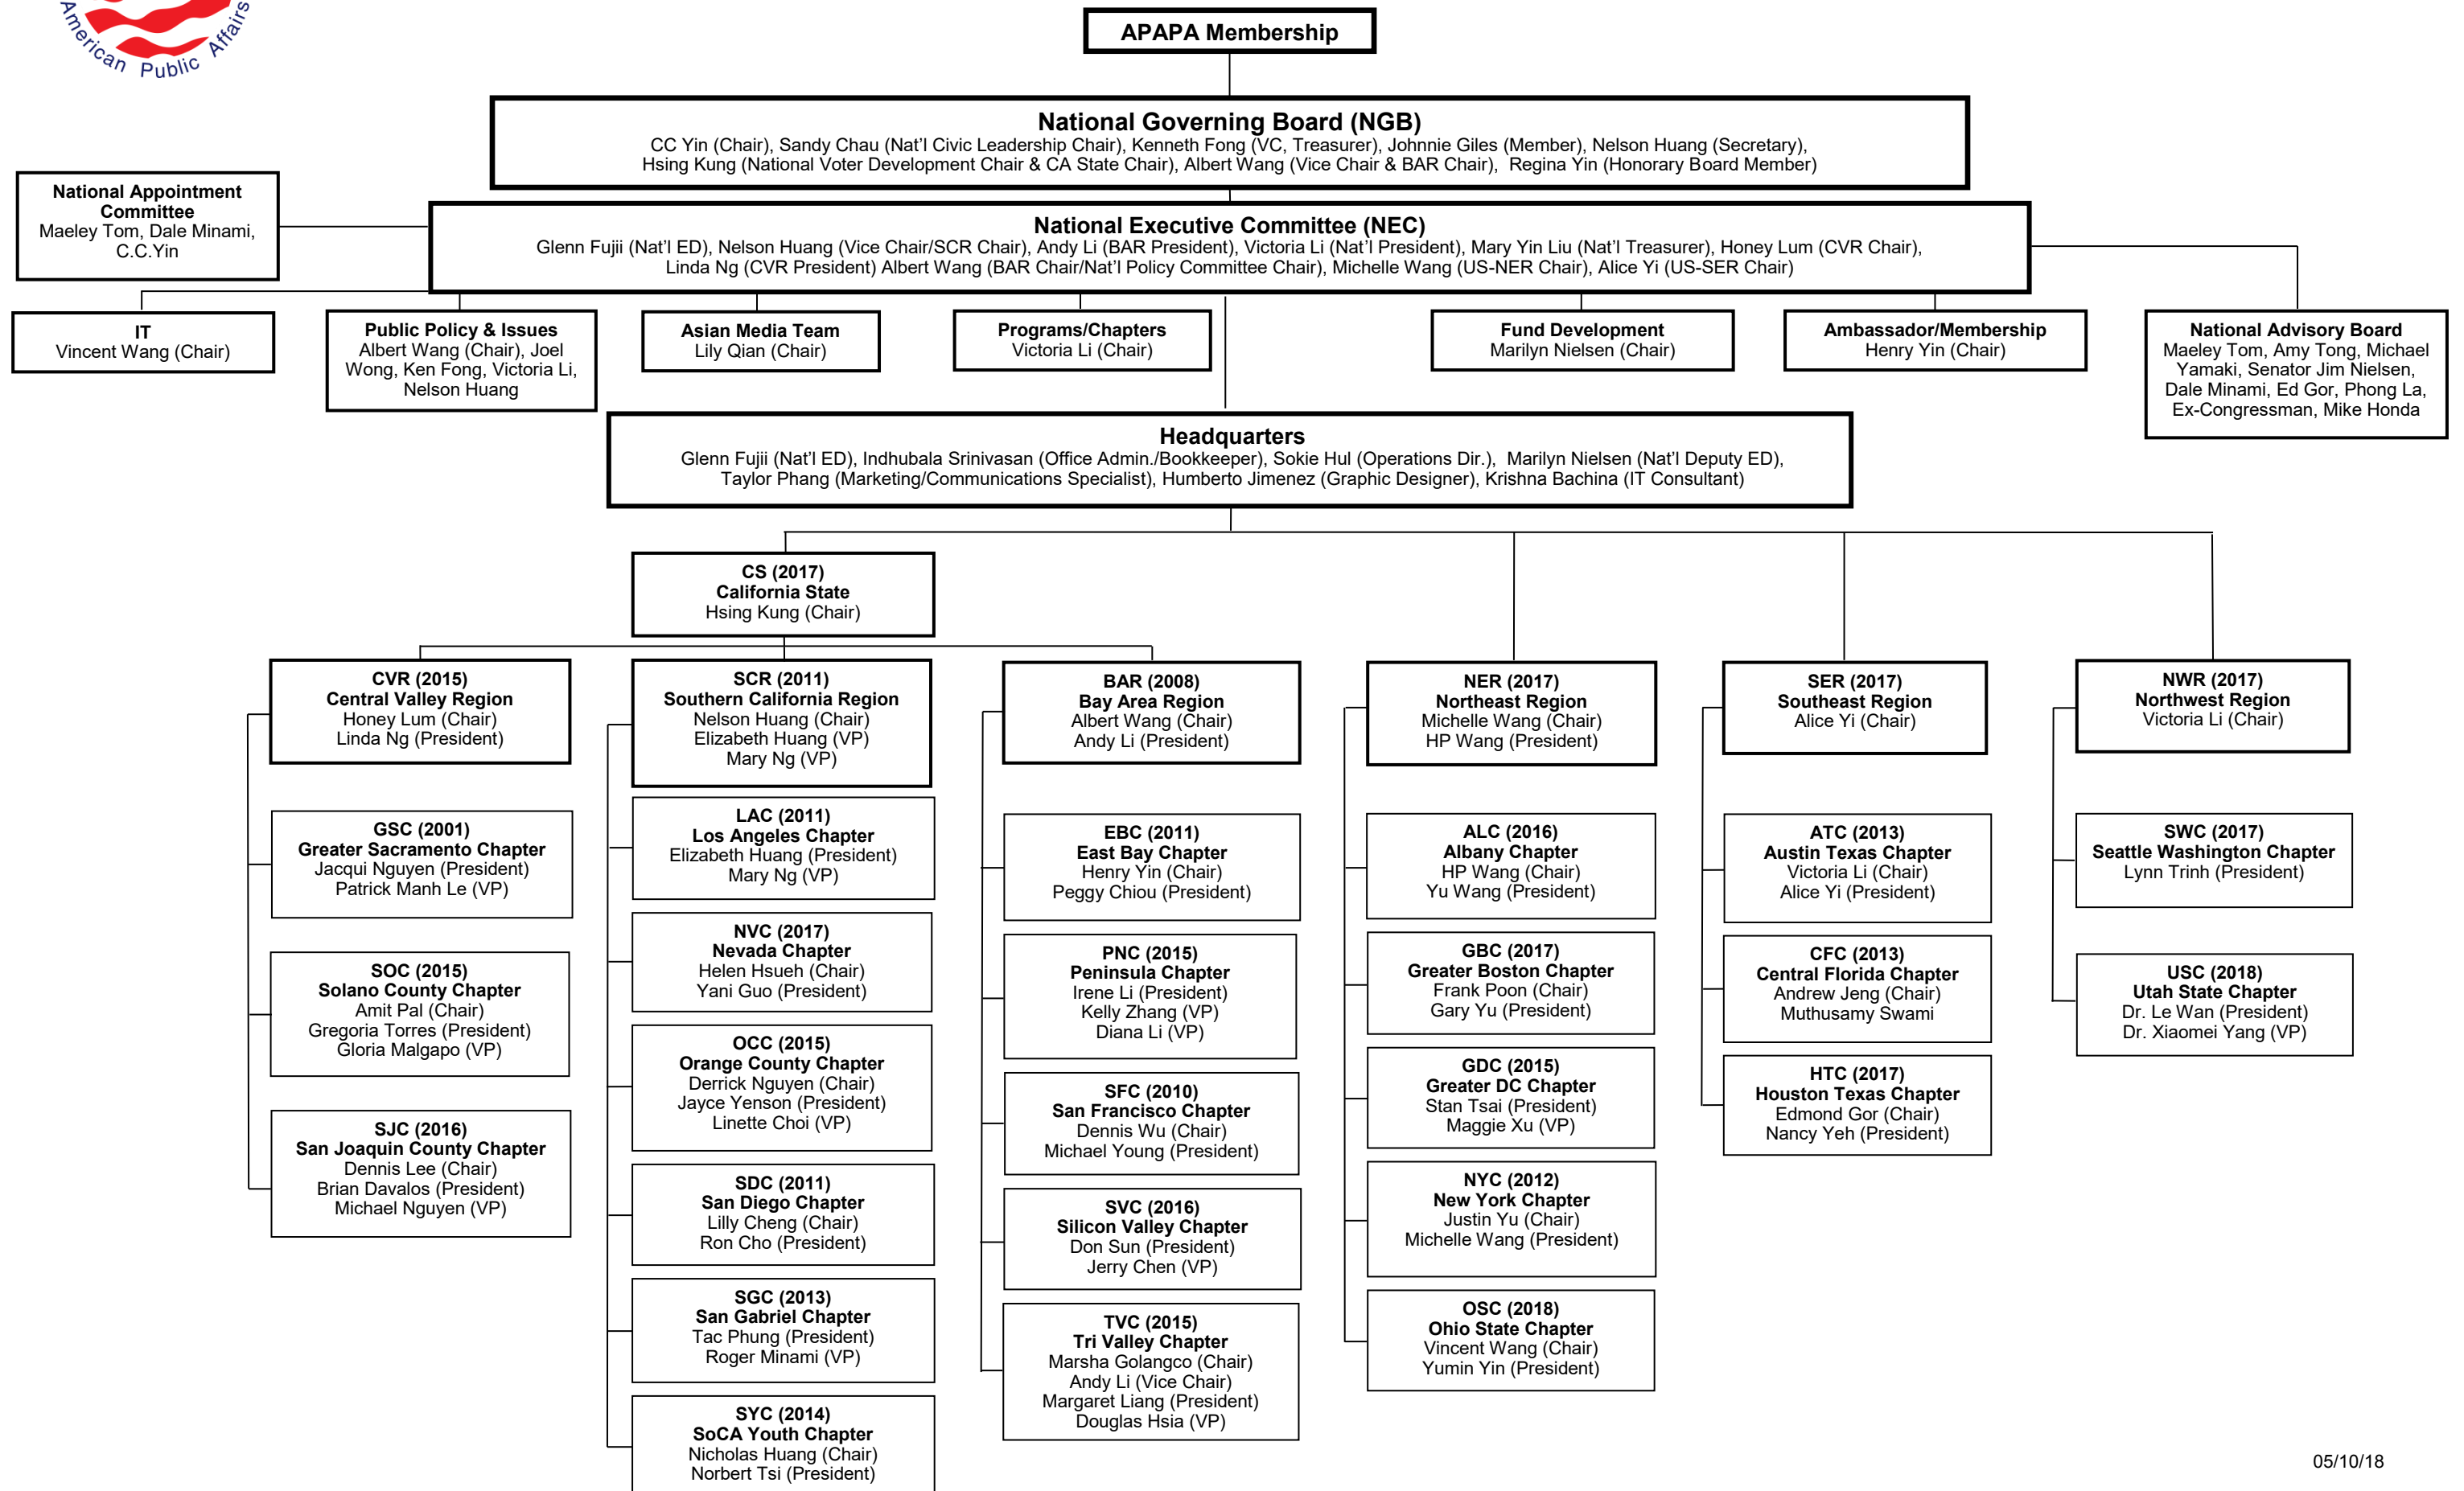 American Public Affairs
APAPA Membership
National Governing Board (NGB)
CC Yin (Chair), Sandy Chau (Nat'l Civic Leadership Chair), Kenneth Fong (VC, Treasurer), Johnnie Giles (Member), Nelson Huang (Secretary),
Hsing Kung (National Voter Development Chair & CA State Chair), Albert Wang (Vice Chair & BAR Chair), Regina Yin (Honorary Board Member)
National Appointment
Committee
Maeley Tom, Dale Minami,
C.C.Yin
National Executive Committee (NEC)
Glenn Fujii (Nat'l ED), Nelson Huang (Vice Chair/SCR Chair), Andy Li (BAR President), Victoria Li (Nat'l President), Mary Yin Liu (Nat'l Treasurer), Honey Lum (CVR Chair),
Linda Ng (CVR President) Albert Wang (BAR Chair/Nat'l Policy Committee Chair), Michelle Wang (US-NER Chair), Alice Yi (US-SER Chair)
IT
Vincent Wang (Chair)
Public Policy & Issues
Albert Wang (Chair), Joel
Wong, Ken Fong, Victoria Li,
Nelson Huang
Asian Media Team
Lily Qian (Chair)
Programs/Chapters
Victoria Li (Chair)
Fund Development
Marilyn Nielsen (Chair)
Ambassador/Membership
Henry Yin (Chair)
National Advisory Board
Maeley Tom, Amy Tong, Michael
Yamaki, Senator Jim Nielsen,
Dale Minami, Ed Gor, Phong La,
Ex-Congressman, Mike Honda
Headquarters
Glenn Fujii (Nat'l ED), Indhubala Srinivasan (Office Admin./Bookkeeper), Sokie Hul (Operations Dir.), Marilyn Nielsen (Nat'l Deputy ED),
Taylor Phang (Marketing/Communications Specialist), Humberto Jimenez (Graphic Designer), Krishna Bachina (IT Consultant)
CS (2017)
California State
Hsing Kung (Chair)
CVR (2015)
Central Valley Region
Honey Lum (Chair)
Linda Ng (President)
GSC (2001)
Greater Sacramento Chapter
Jacqui Nguyen (President)
Patrick Manh Le (VP)
SOC (2015)
Solano County Chapter
Amit Pal (Chair)
Gregoria Torres (President)
Gloria Malgapo (VP)
SJC (2016)
San Joaquin County Chapter
Dennis Lee (Chair)
Brian Davalos (President)
Michael Nguyen (VP)
SCR (2011)
Southern California Region
Nelson Huang (Chair)
Elizabeth Huang (VP)
Mary Ng (VP)
LAC (2011)
Los Angeles Chapter
Elizabeth Huang (President)
Mary Ng (VP)
NVC (2017)
Nevada Chapter
Helen Hsueh (Chair)
Yani Guo (President)
OCC (2015)
Orange County Chapter
Derrick Nguyen (Chair)
Jayce Yenson (President)
Linette Choi (VP)
SDC (2011)
San Diego Chapter
Lilly Cheng (Chair)
Ron Cho (President)
SGC (2013)
San Gabriel Chapter
Tac Phung (President)
Roger Minami (VP)
SYC (2014)
SoCA Youth Chapter
Nicholas Huang (Chair)
Norbert Tsi (President)
BAR (2008)
Bay Area Region
Albert Wang (Chair)
Andy Li (President)
EBC (2011)
East Bay Chapter
Henry Yin (Chair)
Peggy Chiou (President)
PNC (2015)
Peninsula Chapter
Irene Li (President)
Kelly Zhang (VP)
Diana Li (VP)
SFC (2010)
San Francisco Chapter
Dennis Wu (Chair)
Michael Young (President)
SVC (2016)
Silicon Valley Chapter
Don Sun (President)
Jerry Chen (VP)
TVC (2015)
Tri Valley Chapter
Marsha Golangco (Chair)
Andy Li (Vice Chair)
Margaret Liang (President)
Douglas Hsia (VP)
NER (2017)
Northeast Region
Michelle Wang (Chair)
HP Wang (President)
ALC (2016)
Albany Chapter
HP Wang (Chair)
Yu Wang (President)
GBC (2017)
Greater Boston Chapter
Frank Poon (Chair)
Gary Yu (President)
GDC (2015)
Greater DC Chapter
Stan Tsai (President)
Maggie Xu (VP)
NYC (2012)
New York Chapter
Justin Yu (Chair)
Michelle Wang (President)
OSC (2018)
Ohio State Chapter
Vincent Wang (Chair)
Yumin Yin (President)
SER (2017)
Southeast Region
Alice Yi (Chair)
ATC (2013)
Austin Texas Chapter
Victoria Li (Chair)
Alice Yi (President)
CFC (2013)
Central Florida Chapter
Andrew Jeng (Chair)
Muthusamy Swami
HTC (2017)
Houston Texas Chapter
Edmond Gor (Chair)
Nancy Yeh (President)
NWR (2017)
Northwest Region
Victoria Li (Chair)
SWC (2017)
Seattle Washington Chapter
Lynn Trinh (President)
USC (2018)
Utah State Chapter
Dr. Le Wan (President)
Dr. Xiaomei Yang (VP)
05/10/18